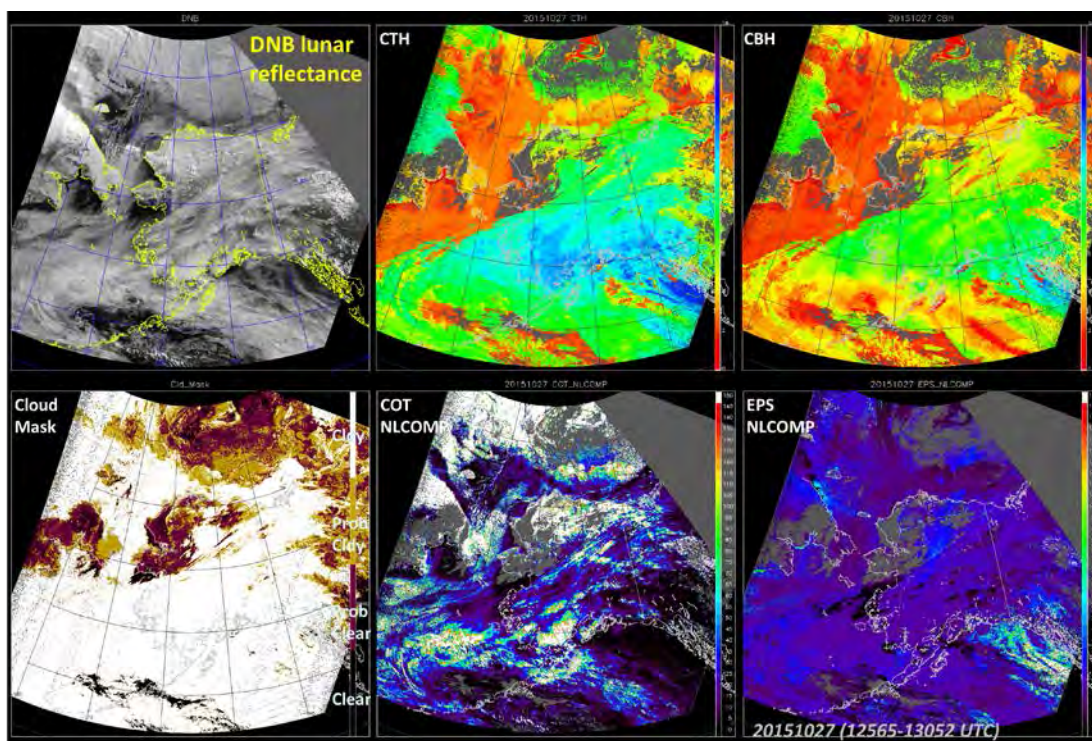 DNB
DNB lunar
reflectance
20151027 CTH
CTH
20151027 CBH
CBH
Cld_Mask
Cloud
Mask
Cldy
Prob
Cldy
Prob
Clear
Clear
20151027 COT_NLCOMP
COT
NLCOMP
20151027 EPS_NLCOMP
EPS
NLCOMP
20151027 (12565-13052 UTC)